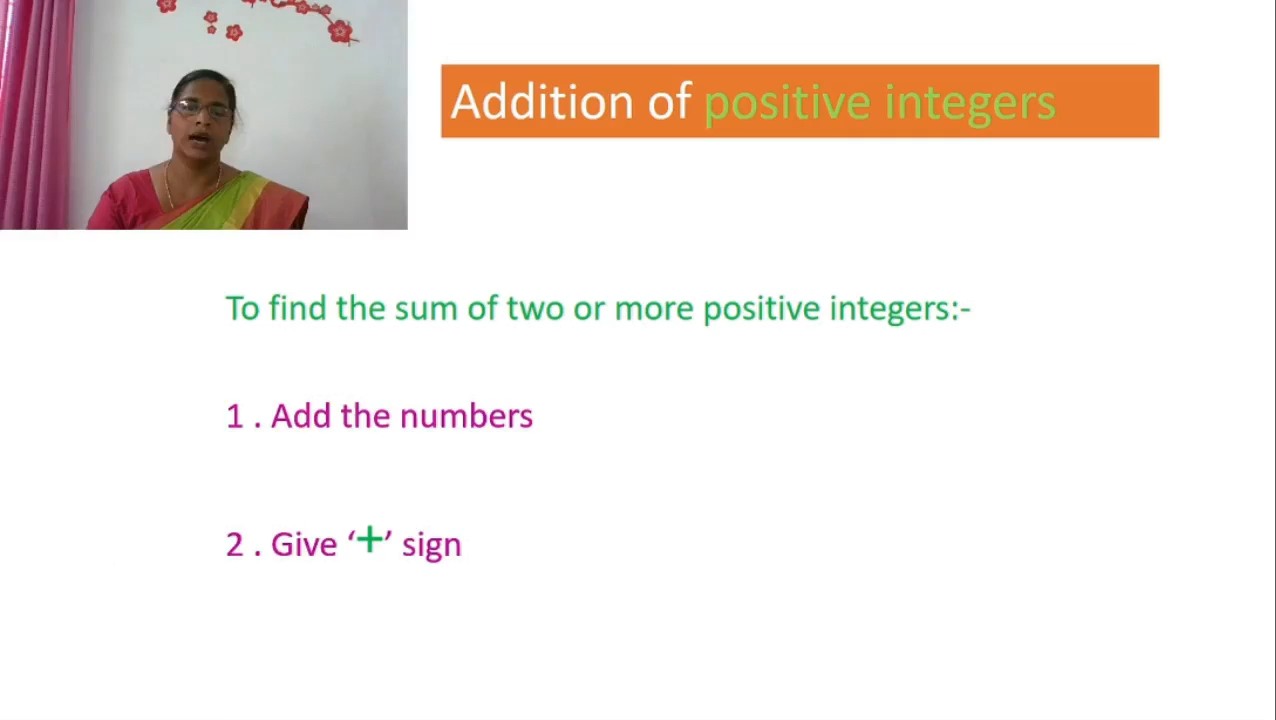 Addition of positive integers
To find the sum of two or more positive integers:-
1 . Add the numbers
2 . Give ‘+’ sign